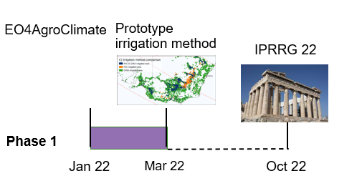 EO4AgroClimate
Prototype
irrigation method
IPRRG 22
Phase 1
Jan 22
Mar 22
Oct 22